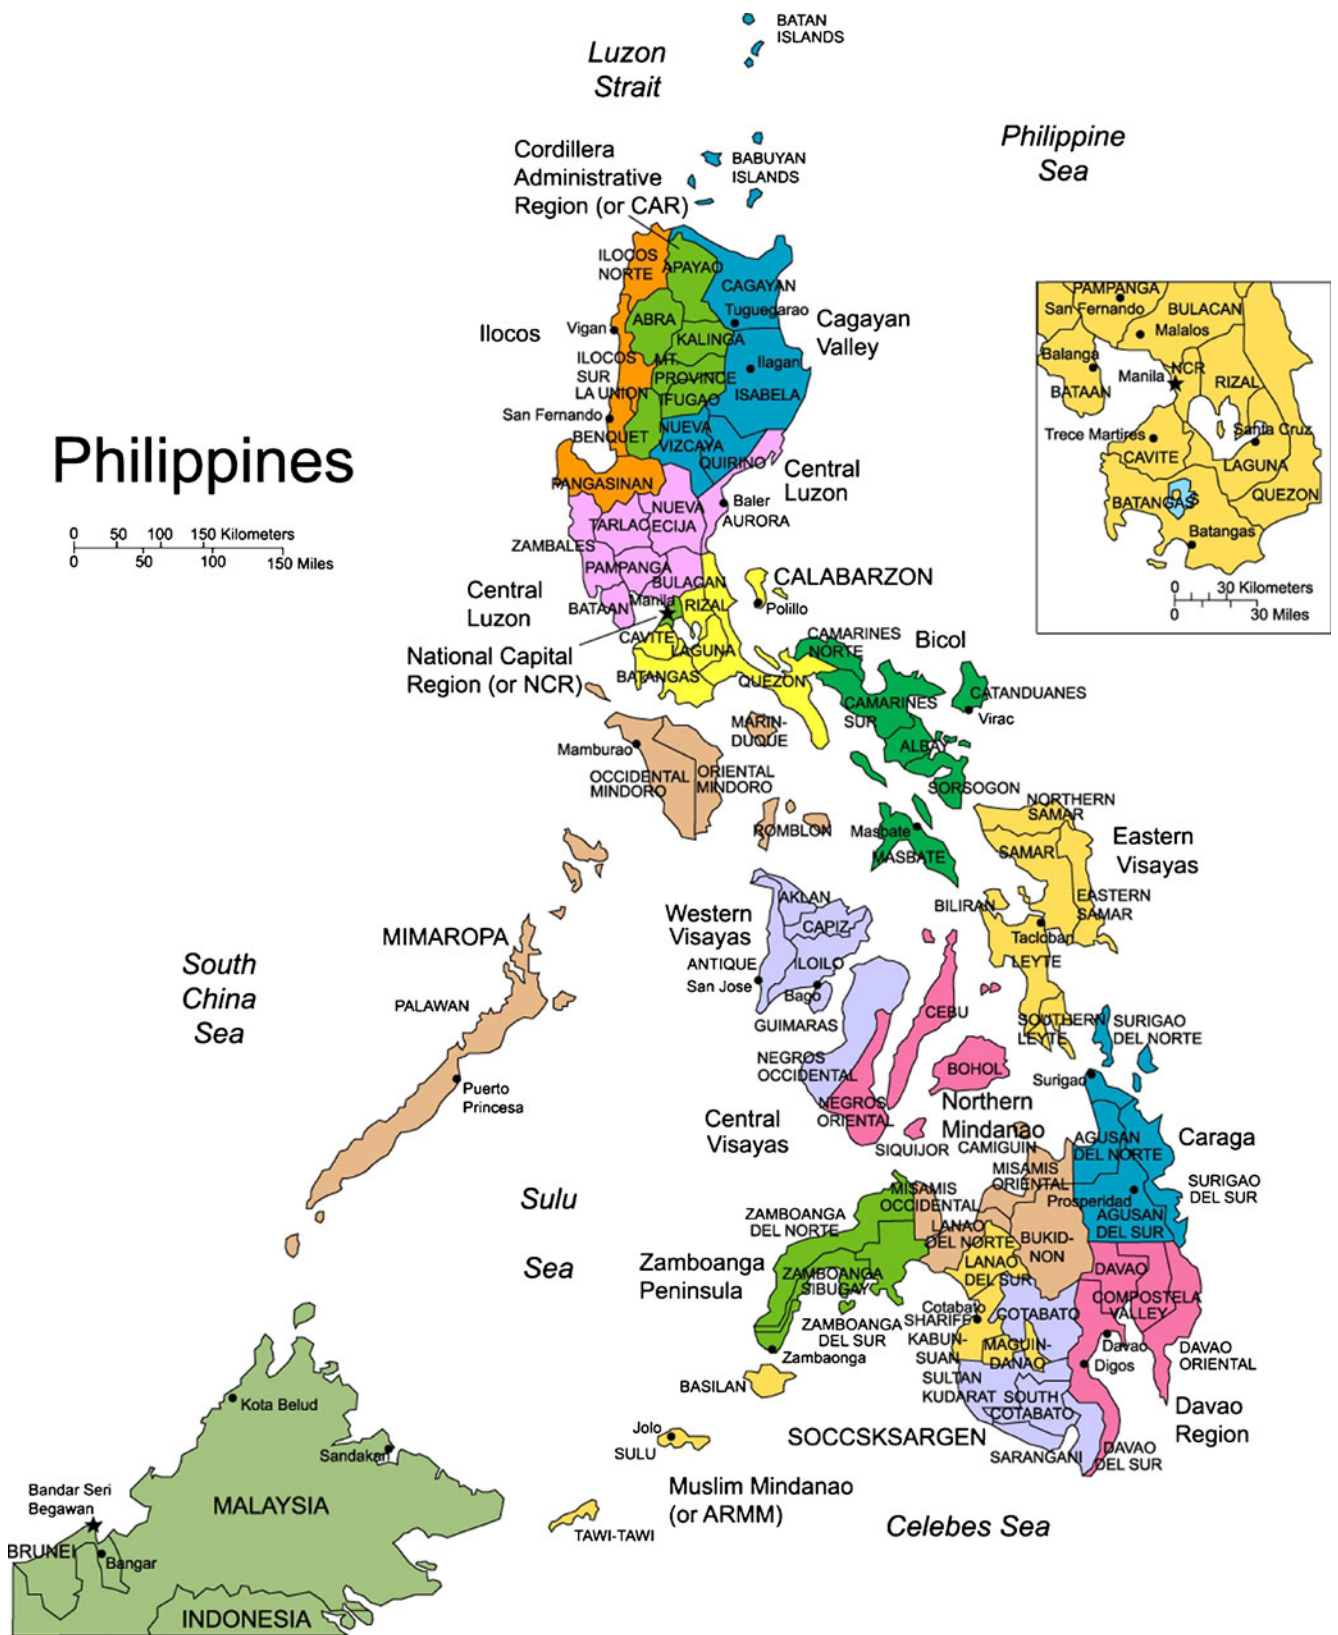 BATAN
ISLANDS
Luzon
Strait
Philippine
Sea
Cordillera
Administrative
Region (or CAR)
BABUYAN
ISLANDS
ILOCOS
NORTE
APAYAO
CAGAYAN
Tuguegarao
Ilocos
Vigan
ABRA
KALINGA
Cagayan
Valley
ILOCOS
SUR
MT.
PROVINCE
Ilagan
LA UNION
IFUGAO
ISABELA
San Fernando
BENQUET
NUEVA
VIZCAYA
QUIRINO
Philippines
PANGASINAN
Central
Luzon
Baler
AURORA
NUEVA
ECIJA
TARLAC
ZAMBALES
PAMPANGA
BULACAN
0 50 100 150 Kilometers
0 50 100 150 Miles
Central
Luzon
BATAAN
Manila
RIZAL
CALABARZON
Polillo
National Capital
Region (or NCR)
CAVITE
LAGUNA
BATANGAS
QUEZON
PAMPANGA
San Fernando
BULACAN
Malalos
Balanga
BATAAN
Manila
NCR
RIZAL
Trece Martires
Santa Cruz
CAVITE
LAGUNA
BATANGAS
QUEZON
Batangas
0 30 Kilometers
0 30 Miles
CAMARINES
NORTE
Bicol
CATANDUANES
Virac
CAMARINES
SUR
ALBAY
SORSOGON
MARIN-
DUQUE
Mamburao
OCCIDENTAL
MINDORO
ORIENTAL
MINDORO
ROMBLON
Masbate
MASBATE
NORTHERN
SAMAR
SAMAR
Eastern
Visayas
EASTERN
SAMAR
BILIRAN
Tacloban
LEYTE
SOUTHERN
LEYTE
Western
Visayas
AKLAN
CAPIZ
ANTIQUE
San Jose
ILOILO
Bago
GUIMARAS
NEGROS
OCCIDENTAL
CEBU
BOHOL
NEGROS
ORIENTAL
Central
Visayas
SIQUIJOR
MIMAROPA
PALAWAN
Puerto
Princesa
South
China
Sea
Sulu
Sea
SURIGAO
DEL NORTE
Surigao
Northern
Mindanao
CAMIGUIN
AGUSAN
DEL NORTE
Caraga
MISAMIS
ORIENTAL
Prosperidad
SURIGAO
DEL SUR
AGUSAN
DEL SUR
MISAMIS
OCCIDENTAL
ZAMBOANGA
DEL NORTE
LANAO
DEL NORTE
BUKID-
NON
Zamboanga
Peninsula
ZAMBOANGA
SIBUGAY
LANAO
DEL SUR
DAVAO
COMPOSTELA
VALLEY
Cotabato
COTABATO
ZAMBOANGA
DEL SUR
SHARIFF
KABUN-
SUAN
MAGUIN-
DANAO
Davao
Digos
DAVAO
ORIENTAL
Zambaonga
BASILAN
SULTAN
KUDARAT
SOUTH
COTABATO
Davao
Region
SOCCSKSARGEN
SARANGANI
DAVAO
DEL SUR
Jolo
SULU
Muslim Mindanao
(or ARMM)
TAWI-TAWI
Celebes Sea
Kota Belud
Sandakan
Bandar Seri
Begawan
MALAYSIA
BRUNEI
Bangar
INDONESIA